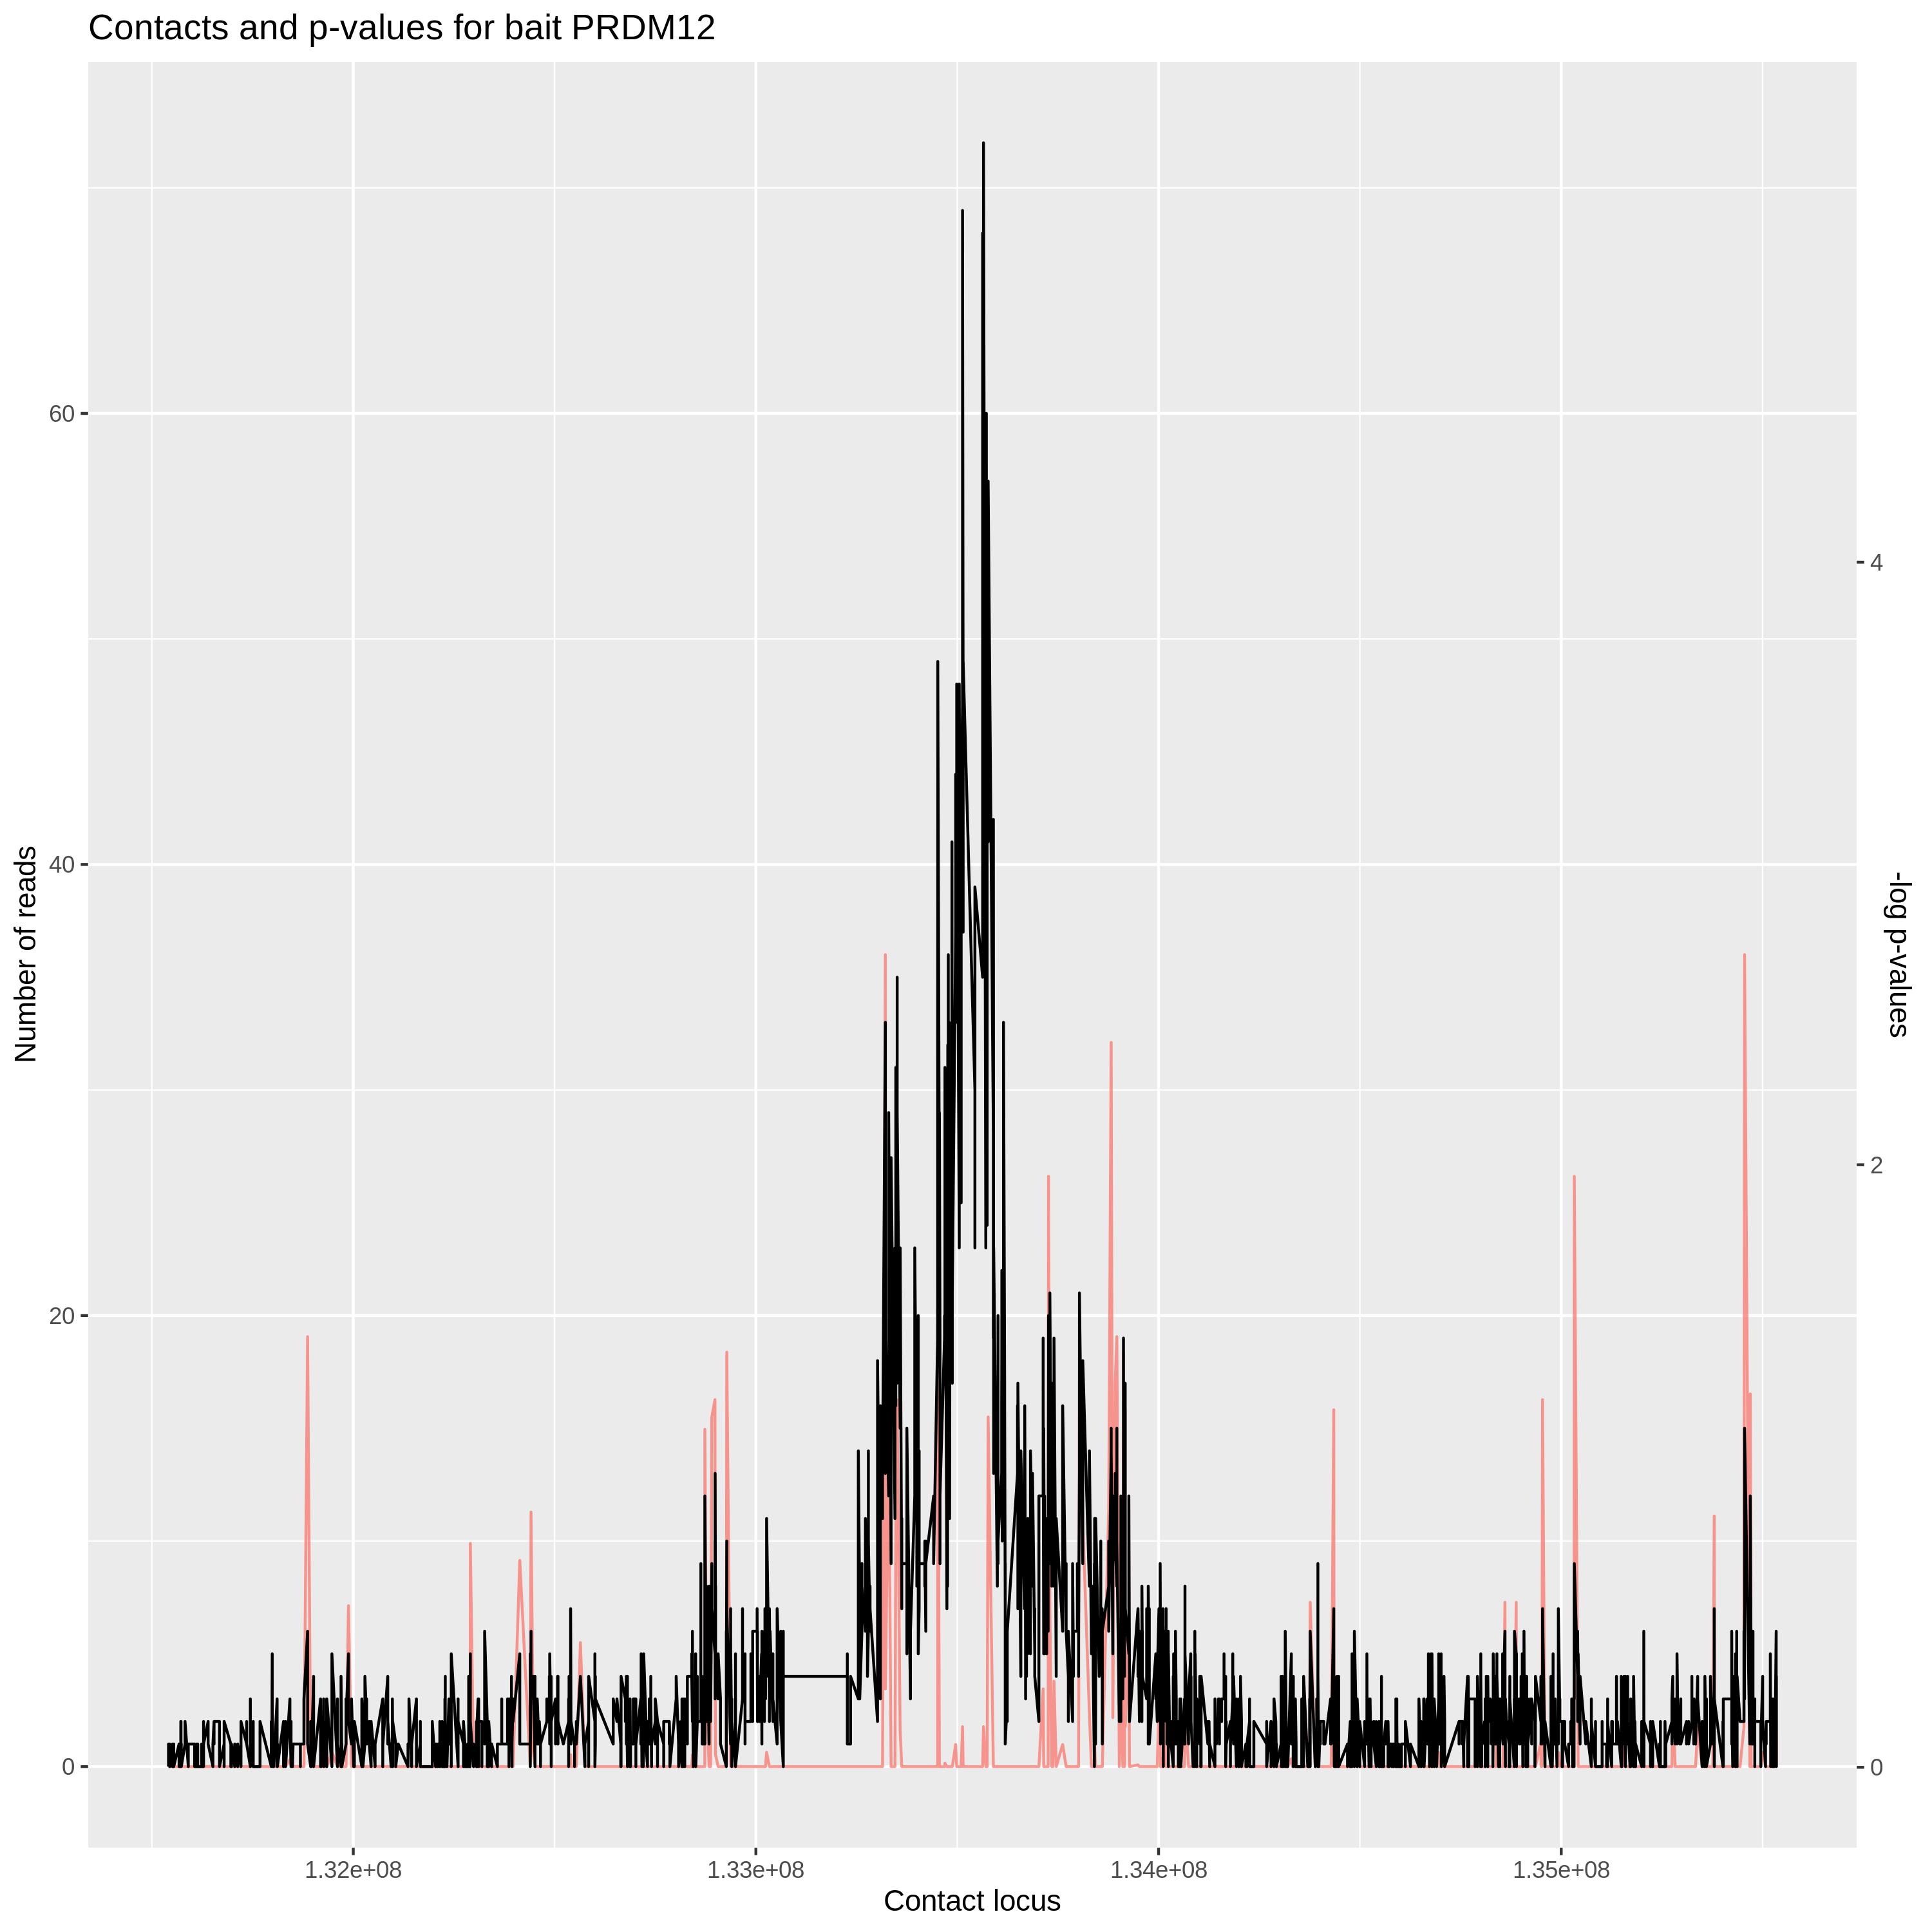 Contacts and p-values for bait PRDM12
60
40
20
0
Number of reads
4
2
0
-log p-values
1.32e+08 1.33e+08 1.34e+08 1.35e+08
Contact locus